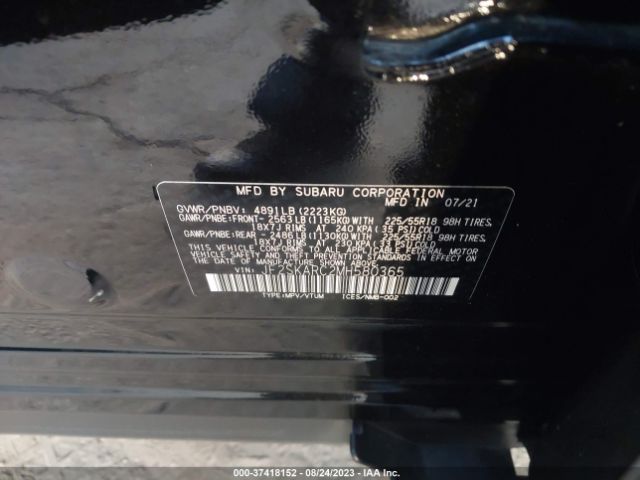 MFD BY SUBARU CORPORATION
GVWR/PNBV: 4891LB(2223KG) MFD IN 07/21
GAWR/PNBE:FRONT-2563LB(1165KG)WITH 225/55R18 98H TIRES,
18X7J RIMS AT 240 KPA(35 PSI)COLD
GAWR/PNBE:REAR -2486LB(1130KG)WITH 225/55R18 98H TIRES,
18X7J RIMS AT 230 KPA(33 PSI)COLD
THIS VEHICLE CONFORMS TO ALL APPLICABLE FEDERAL MOTOR
VEHICLE SAFETY AND THEFT PREVENTION STANDARDS IN EFFECT ON
THE DATE OF MANUFACTURE SHOWN ABOVE.
VIN: JF2SKARC2MH580365
TYPE:MPV/VTUM ICES/NMB-002
000-37418152 - 08/24/2023 - IAAI.COM